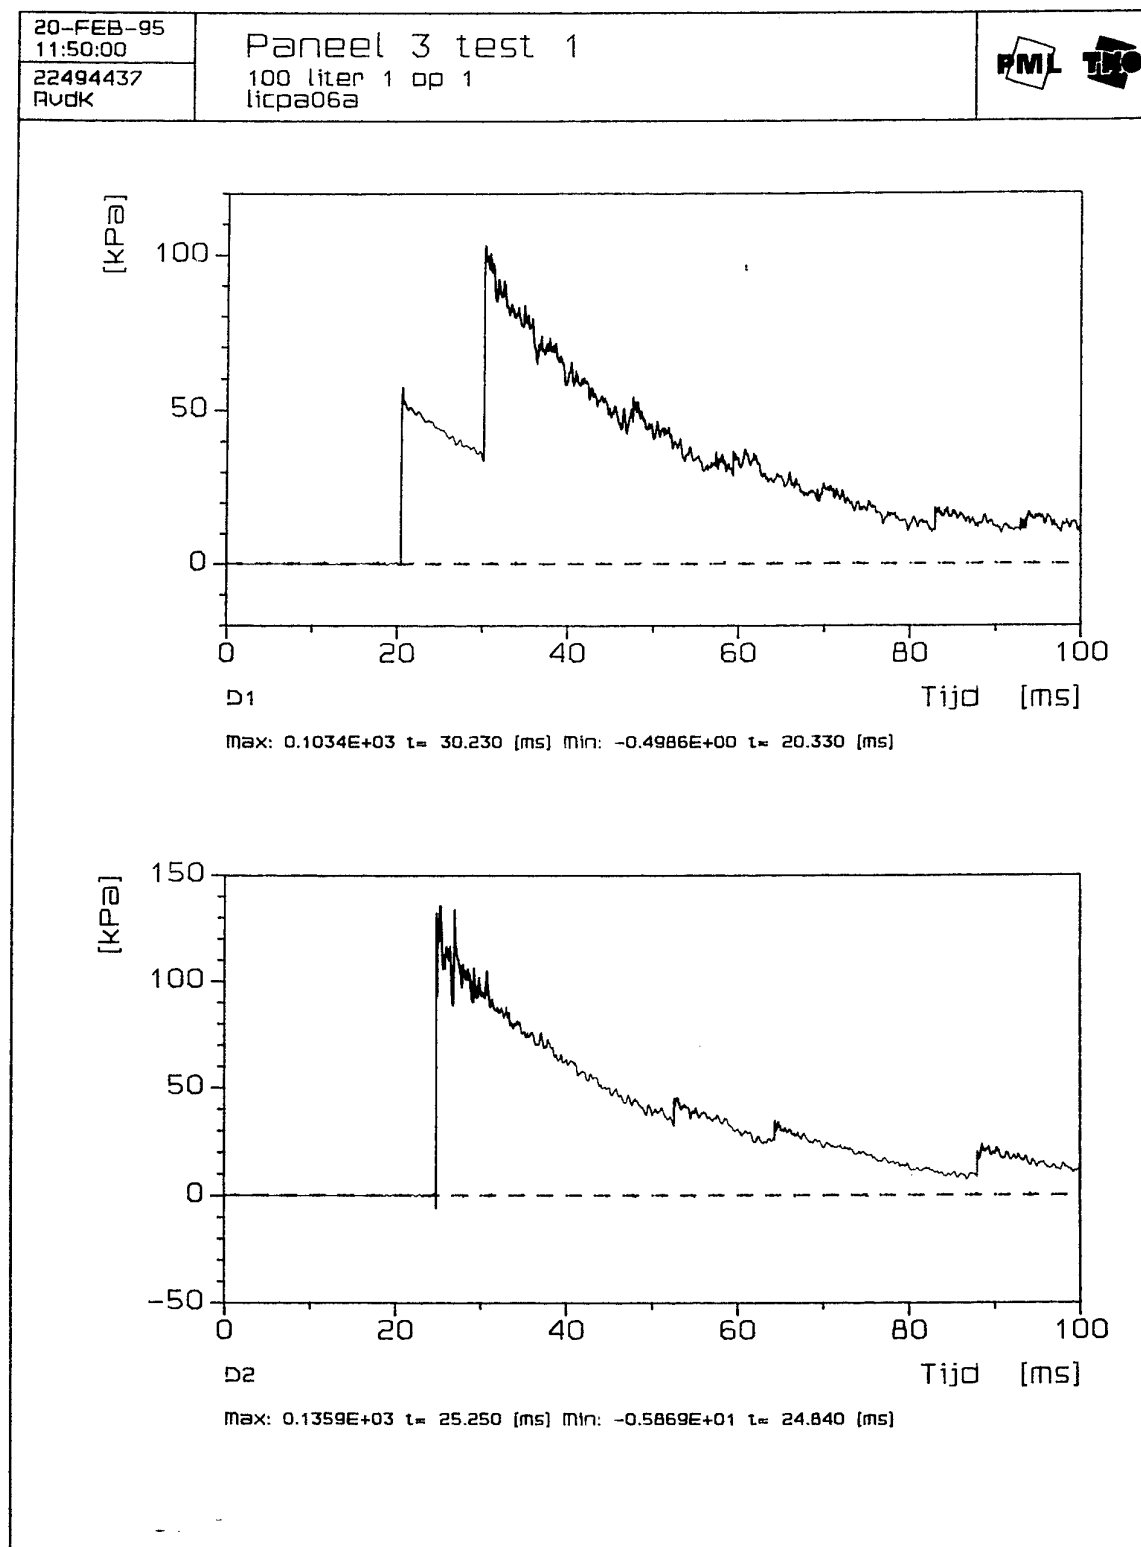 20-FEB-95
11:50:00
22494437
AvdK
Paneel 3 test 1
100 liter 1 op 1
licpa06a
PML TNO
[kPa]
100
50
0
0 20 40 60 80 100
D1 Tijd [ms]
Max: 0.1034E+03 t= 30.230 [ms] Min: -0.4986E+00 t= 20.330 [ms]
[kPa]
150
100
50
0
-50
0 20 40 60 80 100
D2 Tijd [ms]
Max: 0.1359E+03 t= 25.250 [ms] Min: -0.5869E+01 t= 24.840 [ms]